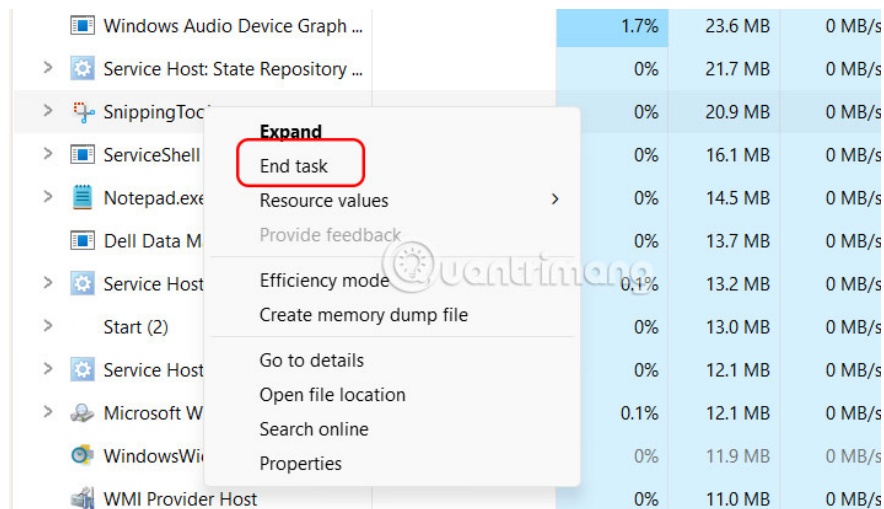 Windows Audio Device Graph ... 1.7% 23.6 MB 0 MB/s
Service Host: State Repository ... 0% 21.7 MB 0 MB/s
SnippingToo 0% 20.9 MB 0 MB/s
Expand
ServiceShell 0% 16.1 MB 0 MB/s
End task
Notepad.exe 0% 14.5 MB 0 MB/s
Resource values
Dell Data M 0% 13.7 MB 0 MB/s
Provide feedback
Quantrimang
Service Host 0.1% 13.2 MB 0 MB/s
Efficiency mode
Start (2) 0% 13.0 MB 0 MB/s
Create memory dump file
Service Host 0% 12.1 MB 0 MB/s
Go to details
Microsoft W 0.1% 12.1 MB 0 MB/s
Open file location
Search online
WindowsWi 0% 11.9 MB 0 MB/s
Properties
WMI Provider Host 0% 11.0 MB 0 MB/s